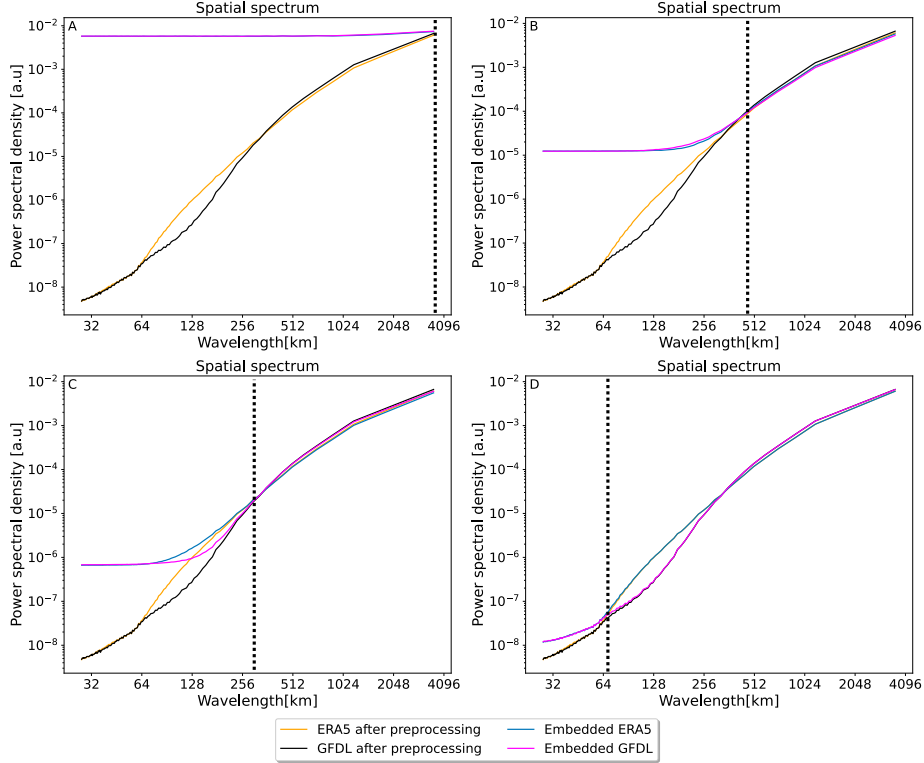 Spatial spectrum
A
10⁻²
10⁻³
10⁻⁴
10⁻⁵
10⁻⁶
10⁻⁷
10⁻⁸
Power spectral density [a.u]
32 64 128 256 512 1024 2048 4096
Wavelength[km]
Spatial spectrum
B
10⁻²
10⁻³
10⁻⁴
10⁻⁵
10⁻⁶
10⁻⁷
10⁻⁸
Power spectral density [a.u]
32 64 128 256 512 1024 2048 4096
Wavelength[km]
Spatial spectrum
C
10⁻²
10⁻³
10⁻⁴
10⁻⁵
10⁻⁶
10⁻⁷
10⁻⁸
Power spectral density [a.u]
32 64 128 256 512 1024 2048 4096
Wavelength[km]
Spatial spectrum
D
10⁻²
10⁻³
10⁻⁴
10⁻⁵
10⁻⁶
10⁻⁷
10⁻⁸
Power spectral density [a.u]
32 64 128 256 512 1024 2048 4096
Wavelength[km]
ERA5 after preprocessing
GFDL after preprocessing
Embedded ERA5
Embedded GFDL